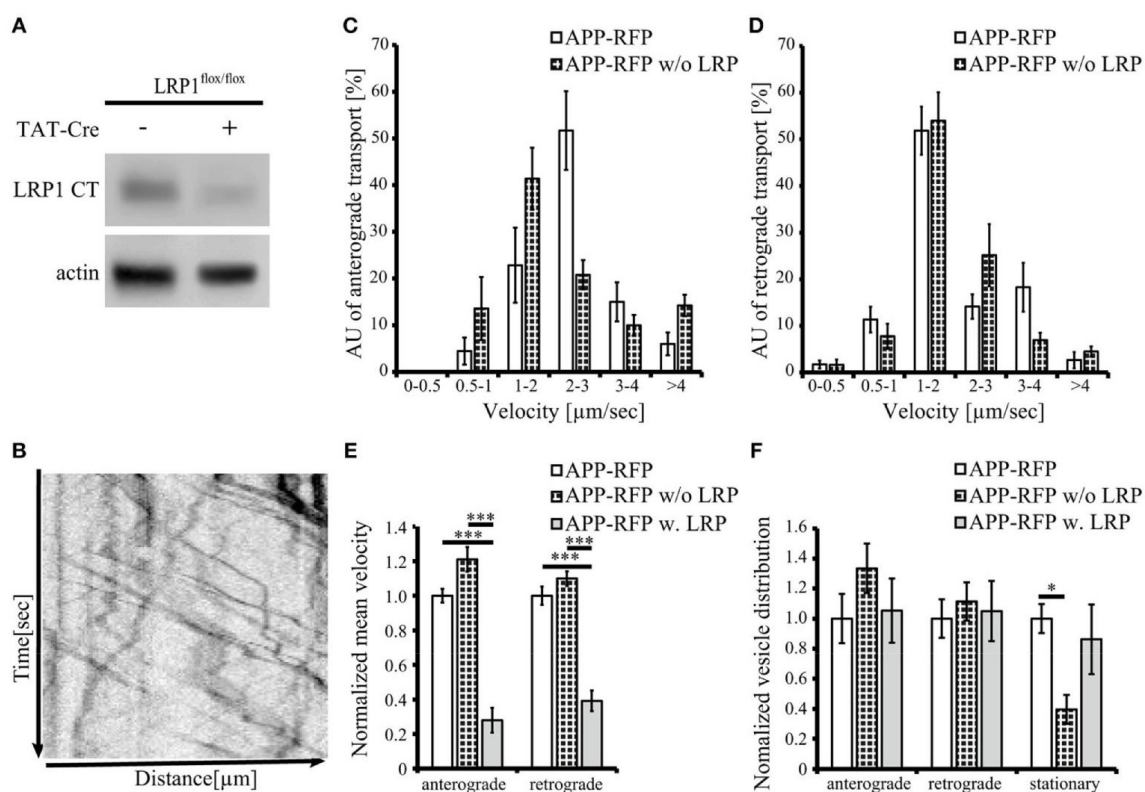 A
LRP1flox/flox
TAT-Cre - +
LRP1 CT
actin
B
Time[sec]
Distance[µm]
C
APP-RFP
APP-RFP w/o LRP
AU of anterograde transport [%]
70
60
50
40
30
20
10
0
0-0.5 0.5-1 1-2 2-3 3-4 >4
Velocity [µm/sec]
D
APP-RFP
APP-RFP w/o LRP
AU of retrograde transport [%]
70
60
50
40
30
20
10
0
0-0.5 0.5-1 1-2 2-3 3-4 >4
Velocity [µm/sec]
E
APP-RFP
APP-RFP w/o LRP
APP-RFP w. LRP
Normalized mean velocity
1.4
1.2
1.0
0.8
0.6
0.4
0.2
0
***
***
***
***
anterograde retrograde
F
APP-RFP
APP-RFP w/o LRP
APP-RFP w. LRP
Nomalized vesicle distribution
1.6
1.4
1.2
1.0
0.8
0.6
0.4
0.2
0
*
anterograde retrograde stationary